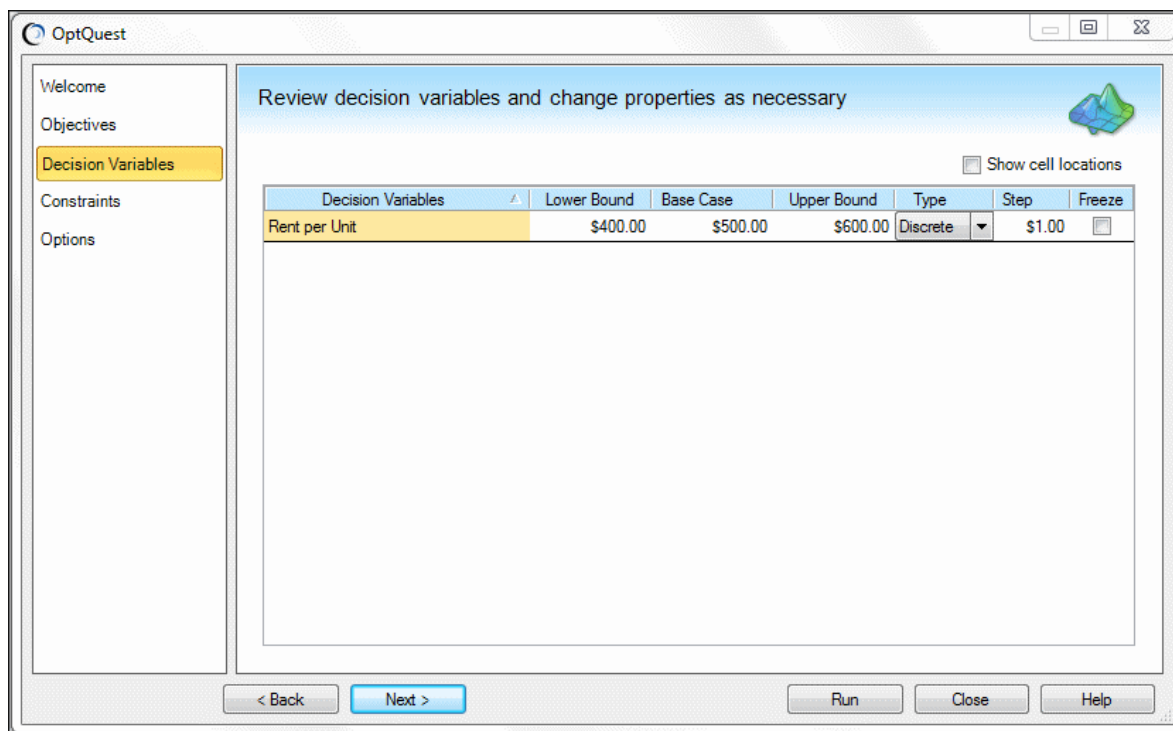 OptQuest
Welcome
Objectives
Decision Variables
Constraints
Options
Review decision variables and change properties as necessary
Show cell locations
Decision Variables Lower Bound Base Case Upper Bound Type Step Freeze
Rent per Unit $400.00 $500.00 $600.00 Discrete $1.00
< Back Next > Run Close Help